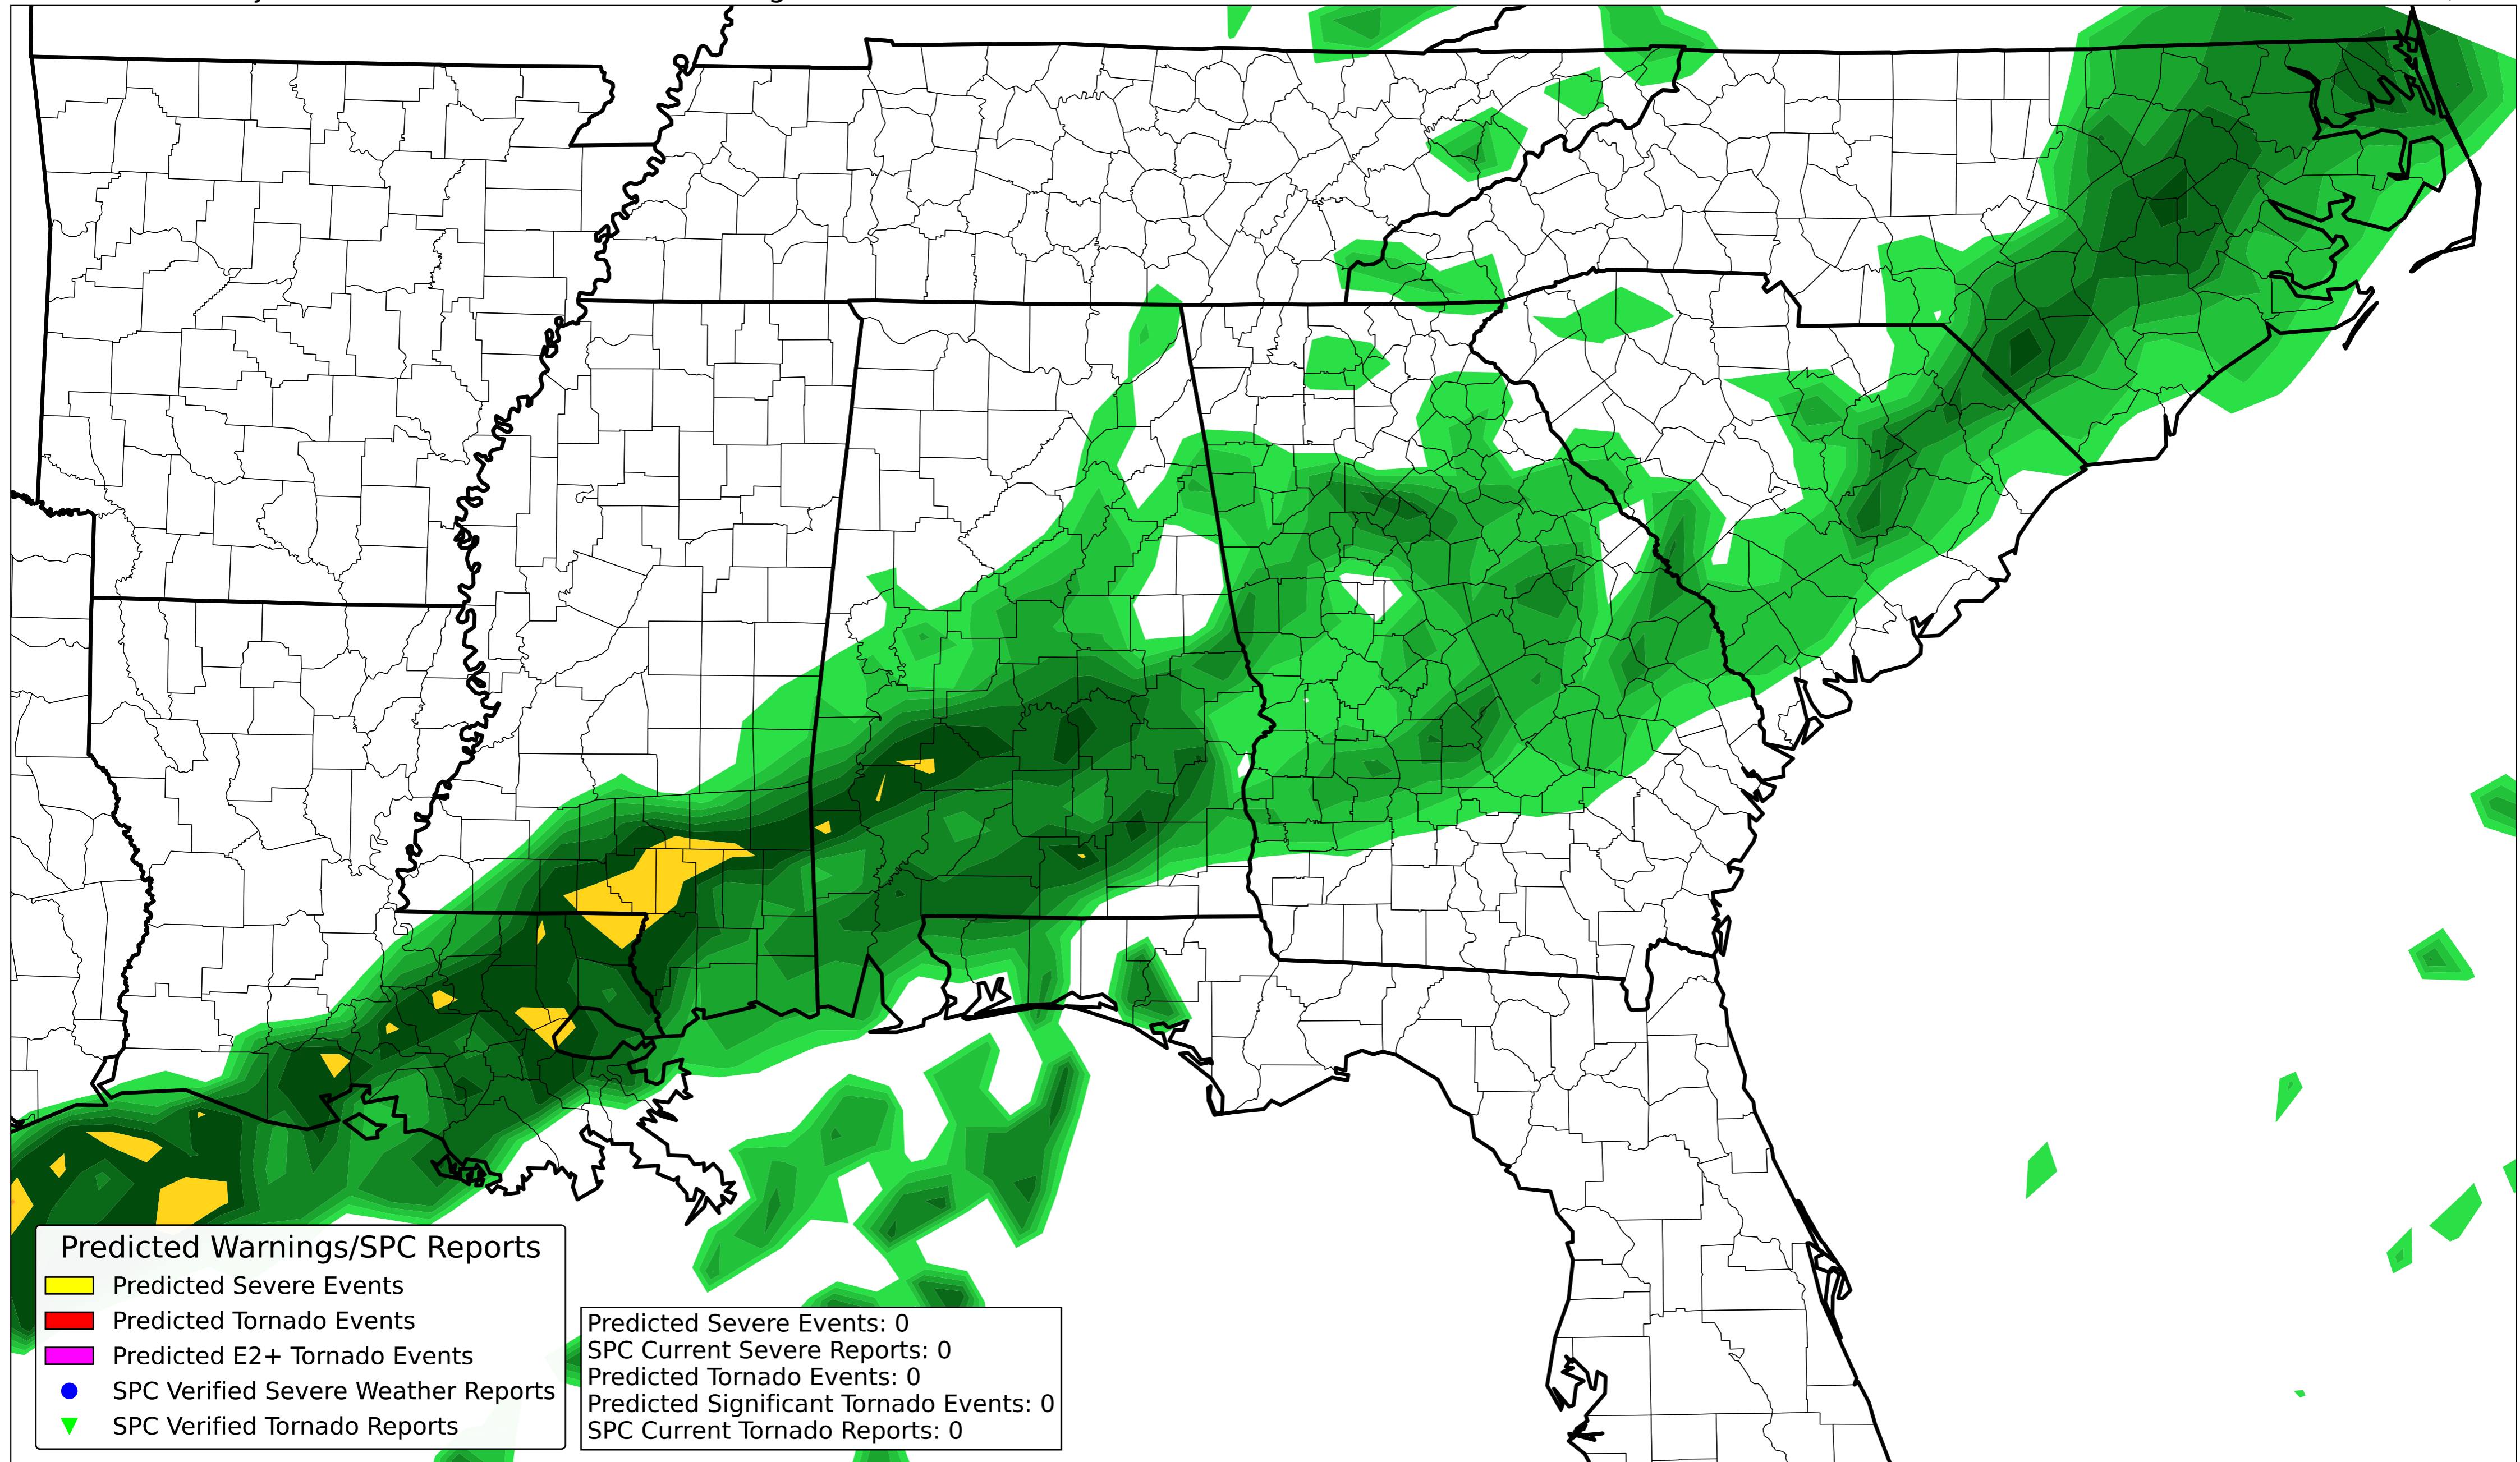 Predicted Warnings/SPC Reports
Predicted Severe Events
Predicted Tornado Events
Predicted E2+ Tornado Events
SPC Verified Severe Weather Reports
SPC Verified Tornado Reports
Predicted Severe Events: 0
SPC Current Severe Reports: 0
Predicted Tornado Events: 0
Predicted Significant Tornado Events: 0
SPC Current Tornado Reports: 0